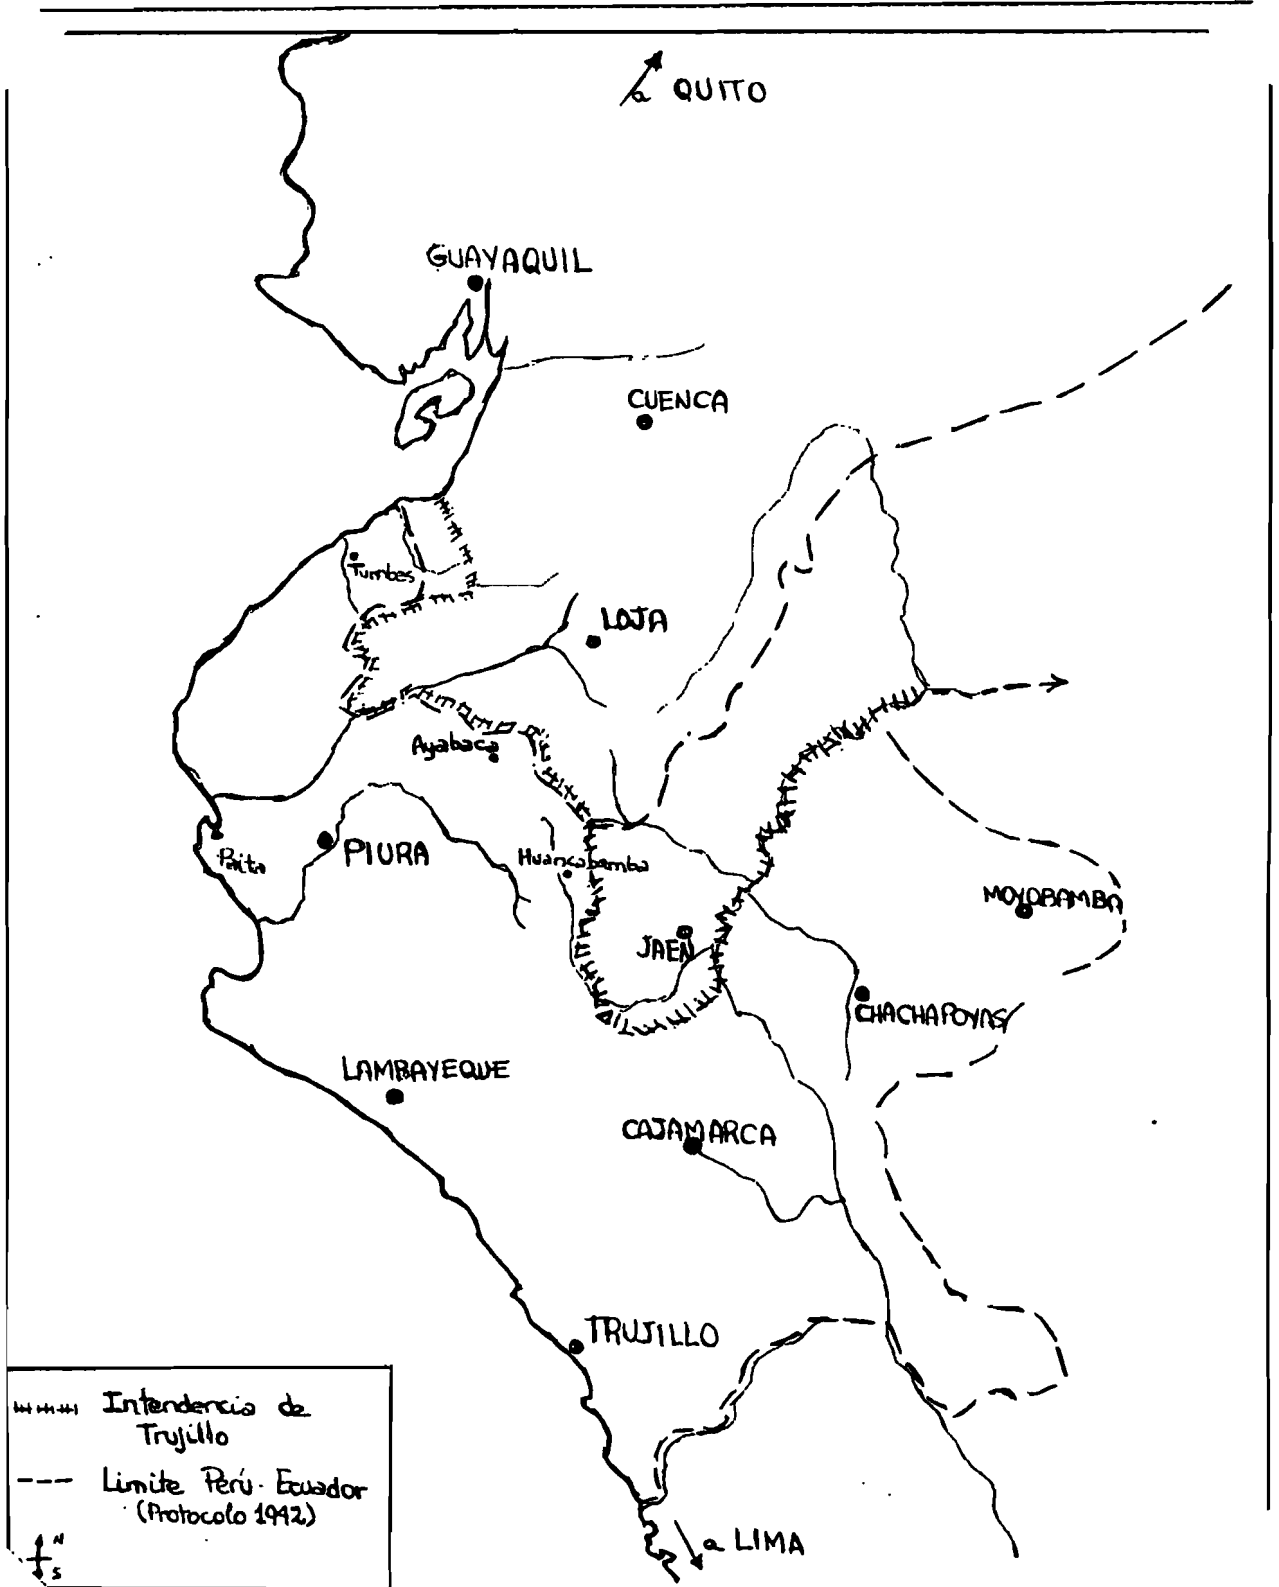 a QUITO
GUAYAQUIL
CUENCA
Tumbes
LOJA
Ayabaca
Paita
PIURA
Huancabamba
MOYOBAMBA
JAEN
CHACHAPOYAS
LAMBAYEQUE
CAJAMARCA
TRUJILLO
Intendencia de
Trujillo
Limite Perú-Ecuador
(Protocolo 1942)
N
S
a LIMA